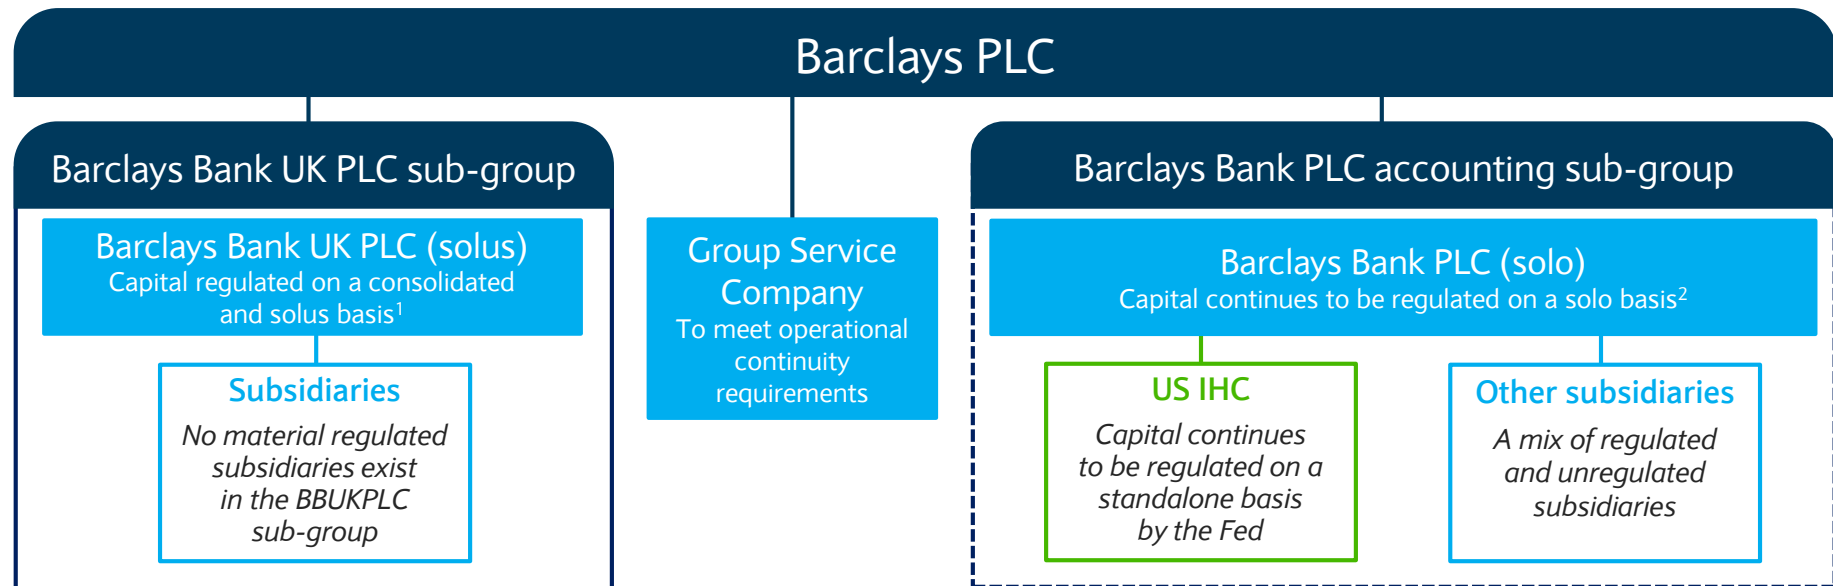 Barclays PLC
Barclays Bank UK PLC sub-group
Barclays Bank UK PLC (solus)
Capital regulated on a consolidated
and solus basis1
Subsidiaries
No material regulated
subsidiaries exist
in the BBUKPLC
sub-group
Group Service
Company
To meet operational
continuity
requirements
Barclays Bank PLC accounting sub-group
Barclays Bank PLC (solo)
Capital continues to be regulated on a solo basis2
US IHC
Capital continues
to be regulated on a
standalone basis
by the Fed
Other subsidiaries
A mix of regulated
and unregulated
subsidiaries